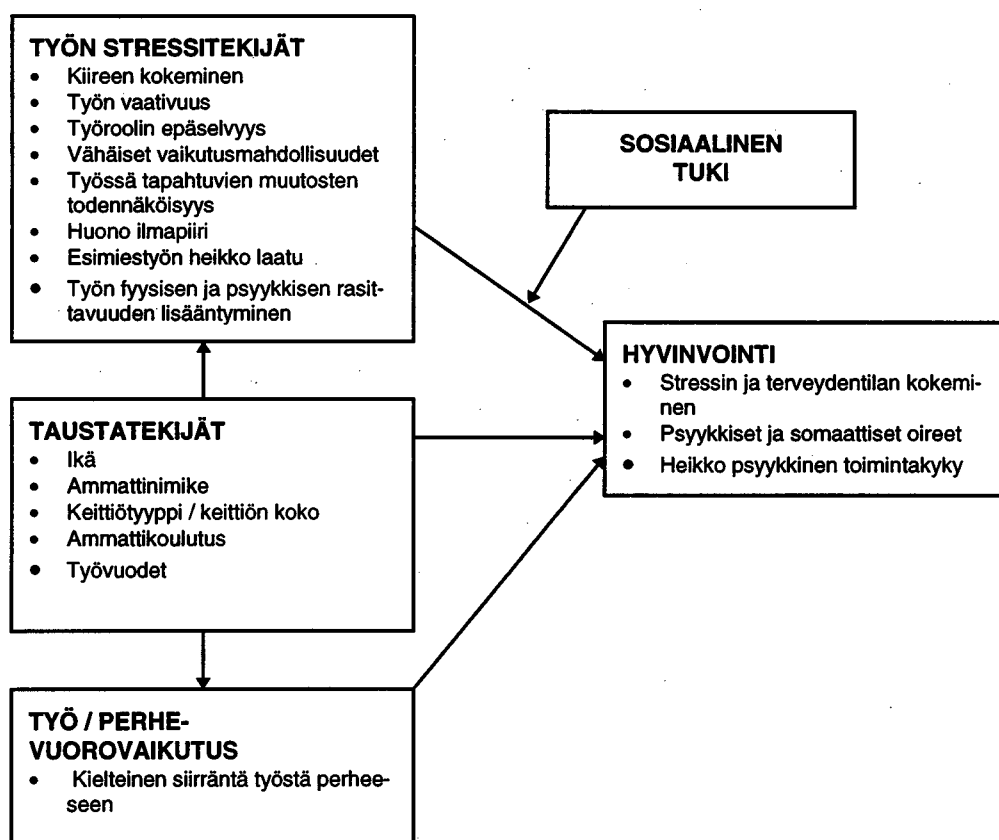 TYÖN STRESSITEKIJÄT
• Kiireen kokeminen
• Työn vaativuus
• Työroolin epäselvyys
• Vähäiset vaikutusmahdollisuudet
• Työssä tapahtuvien muutosten
todennäköisyys
• Huono ilmapiiri
• Esimiestyön heikko laatu
• Työn fyysisen ja psyykkisen rasit-
tavuuden lisääntyminen
SOSIAALINEN
TUKI
HYVINVOINTI
• Stressin ja terveydentilan kokemi-
nen
• Psyykkiset ja somaattiset oireet
• Heikko psyykkinen toimintakyky
TAUSTATEKIJÄT
• Ikä
• Ammattinimike
• Keittiötyyppi / keittiön koko
• Ammattikoulutus
• Työvuodet
TYÖ / PERHE-
VUOROVAIKUTUS
• Kielteinen siirräntä työstä perhee-
seen